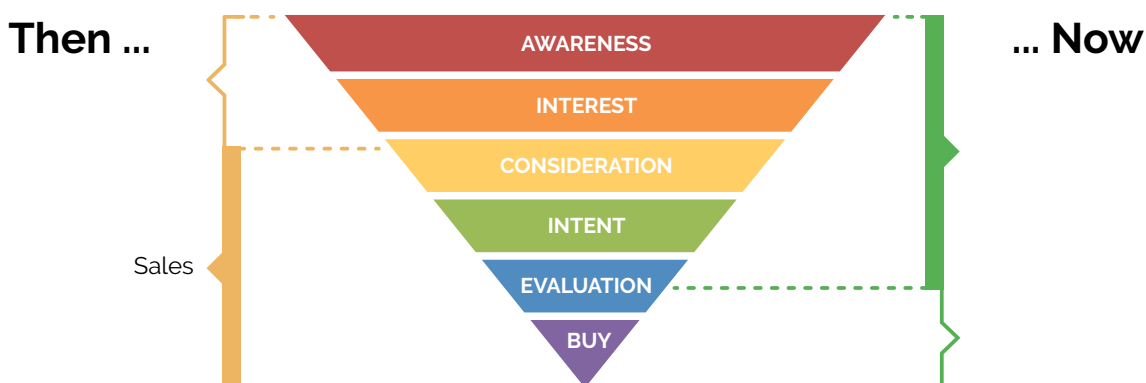 Then ...
... Now
AWARENESS
INTEREST
CONSIDERATION
INTENT
Sales
EVALUATION
BUY